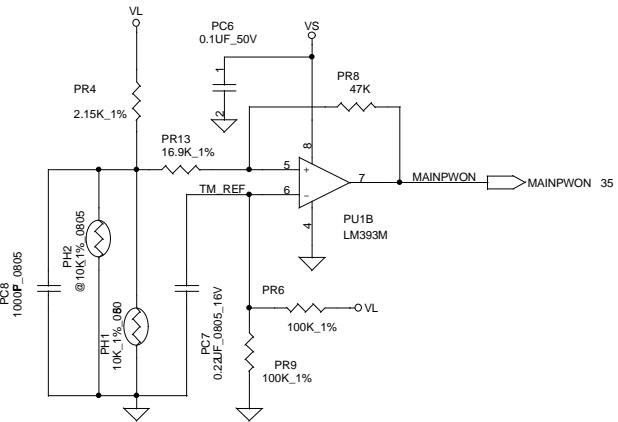 VL
PC6
0.1UF_50V
VS
PR4
2.15K_1%
1
2
PR8
47K
PR13
16.9K_1%
8
5
+
7
MAINPWON
MAINPWON 35
TM_REF
6
-
4
PU1B
LM393M
PH2
@10K1%_0805
PC8
1000P_0805
PH1
PC7
0.22UF_0805_16V
PR6
VL
100K_1%
PR9
100K_1%